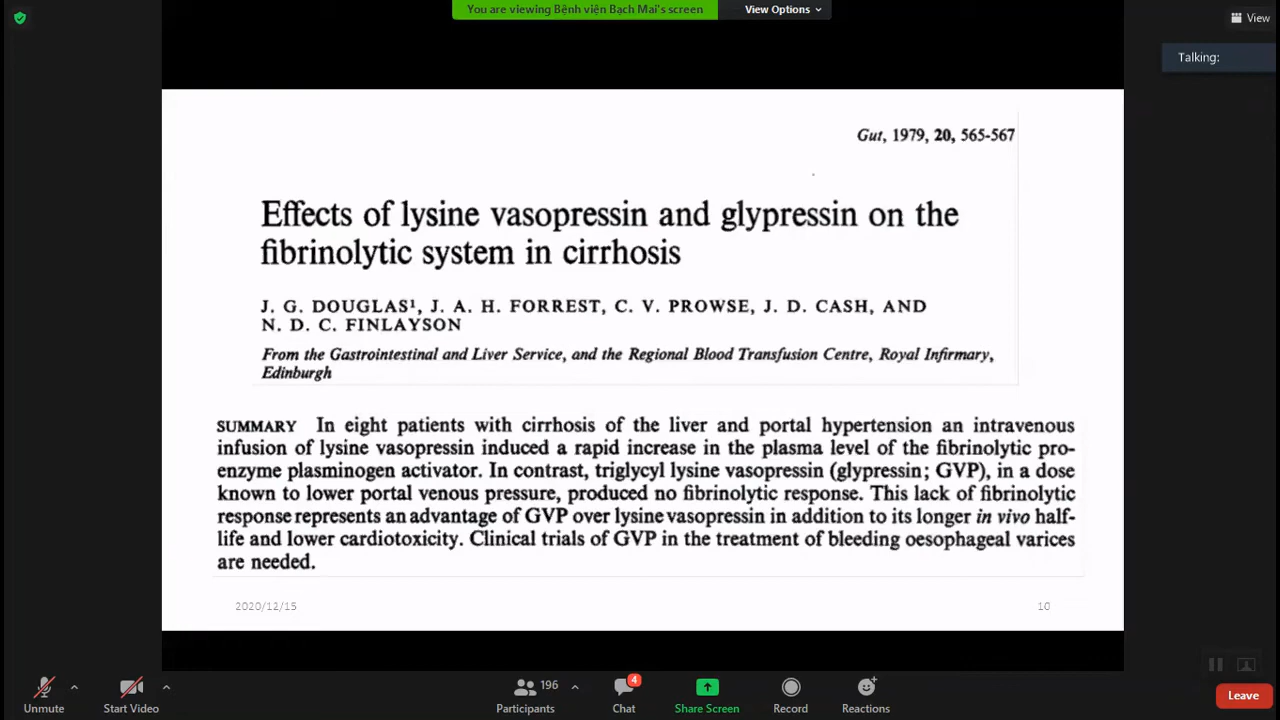 You are viewing Bệnh viện Bạch Mai's screen
View Options
View
Talking:
Gut, 1979, 20, 565-567
Effects of lysine vasopressin and glypressin on the
fibrinolytic system in cirrhosis
J. G. DOUGLAS¹, J. A. H. FORREST, C. V. PROWSE, J. D. CASH, AND
N. D. C. FINLAYSON
From the Gastrointestinal and Liver Service, and the Regional Blood Transfusion Centre, Royal Infirmary,
Edinburgh
SUMMARY In eight patients with cirrhosis of the liver and portal hypertension an intravenous
infusion of lysine vasopressin induced a rapid increase in the plasma level of the fibrinolytic pro-
enzyme plasminogen activator. In contrast, triglycyl lysine vasopressin (glypressin; GVP), in a dose
known to lower portal venous pressure, produced no fibrinolytic response. This lack of fibrinolytic
response represents an advantage of GVP over lysine vasopressin in addition to its longer in vivo half-
life and lower cardiotoxicity. Clinical trials of GVP in the treatment of bleeding oesophageal varices
are needed.
2020/12/15
10
Unmute
Start Video
196
Participants
4
Chat
Share Screen
Record
Reactions
Leave